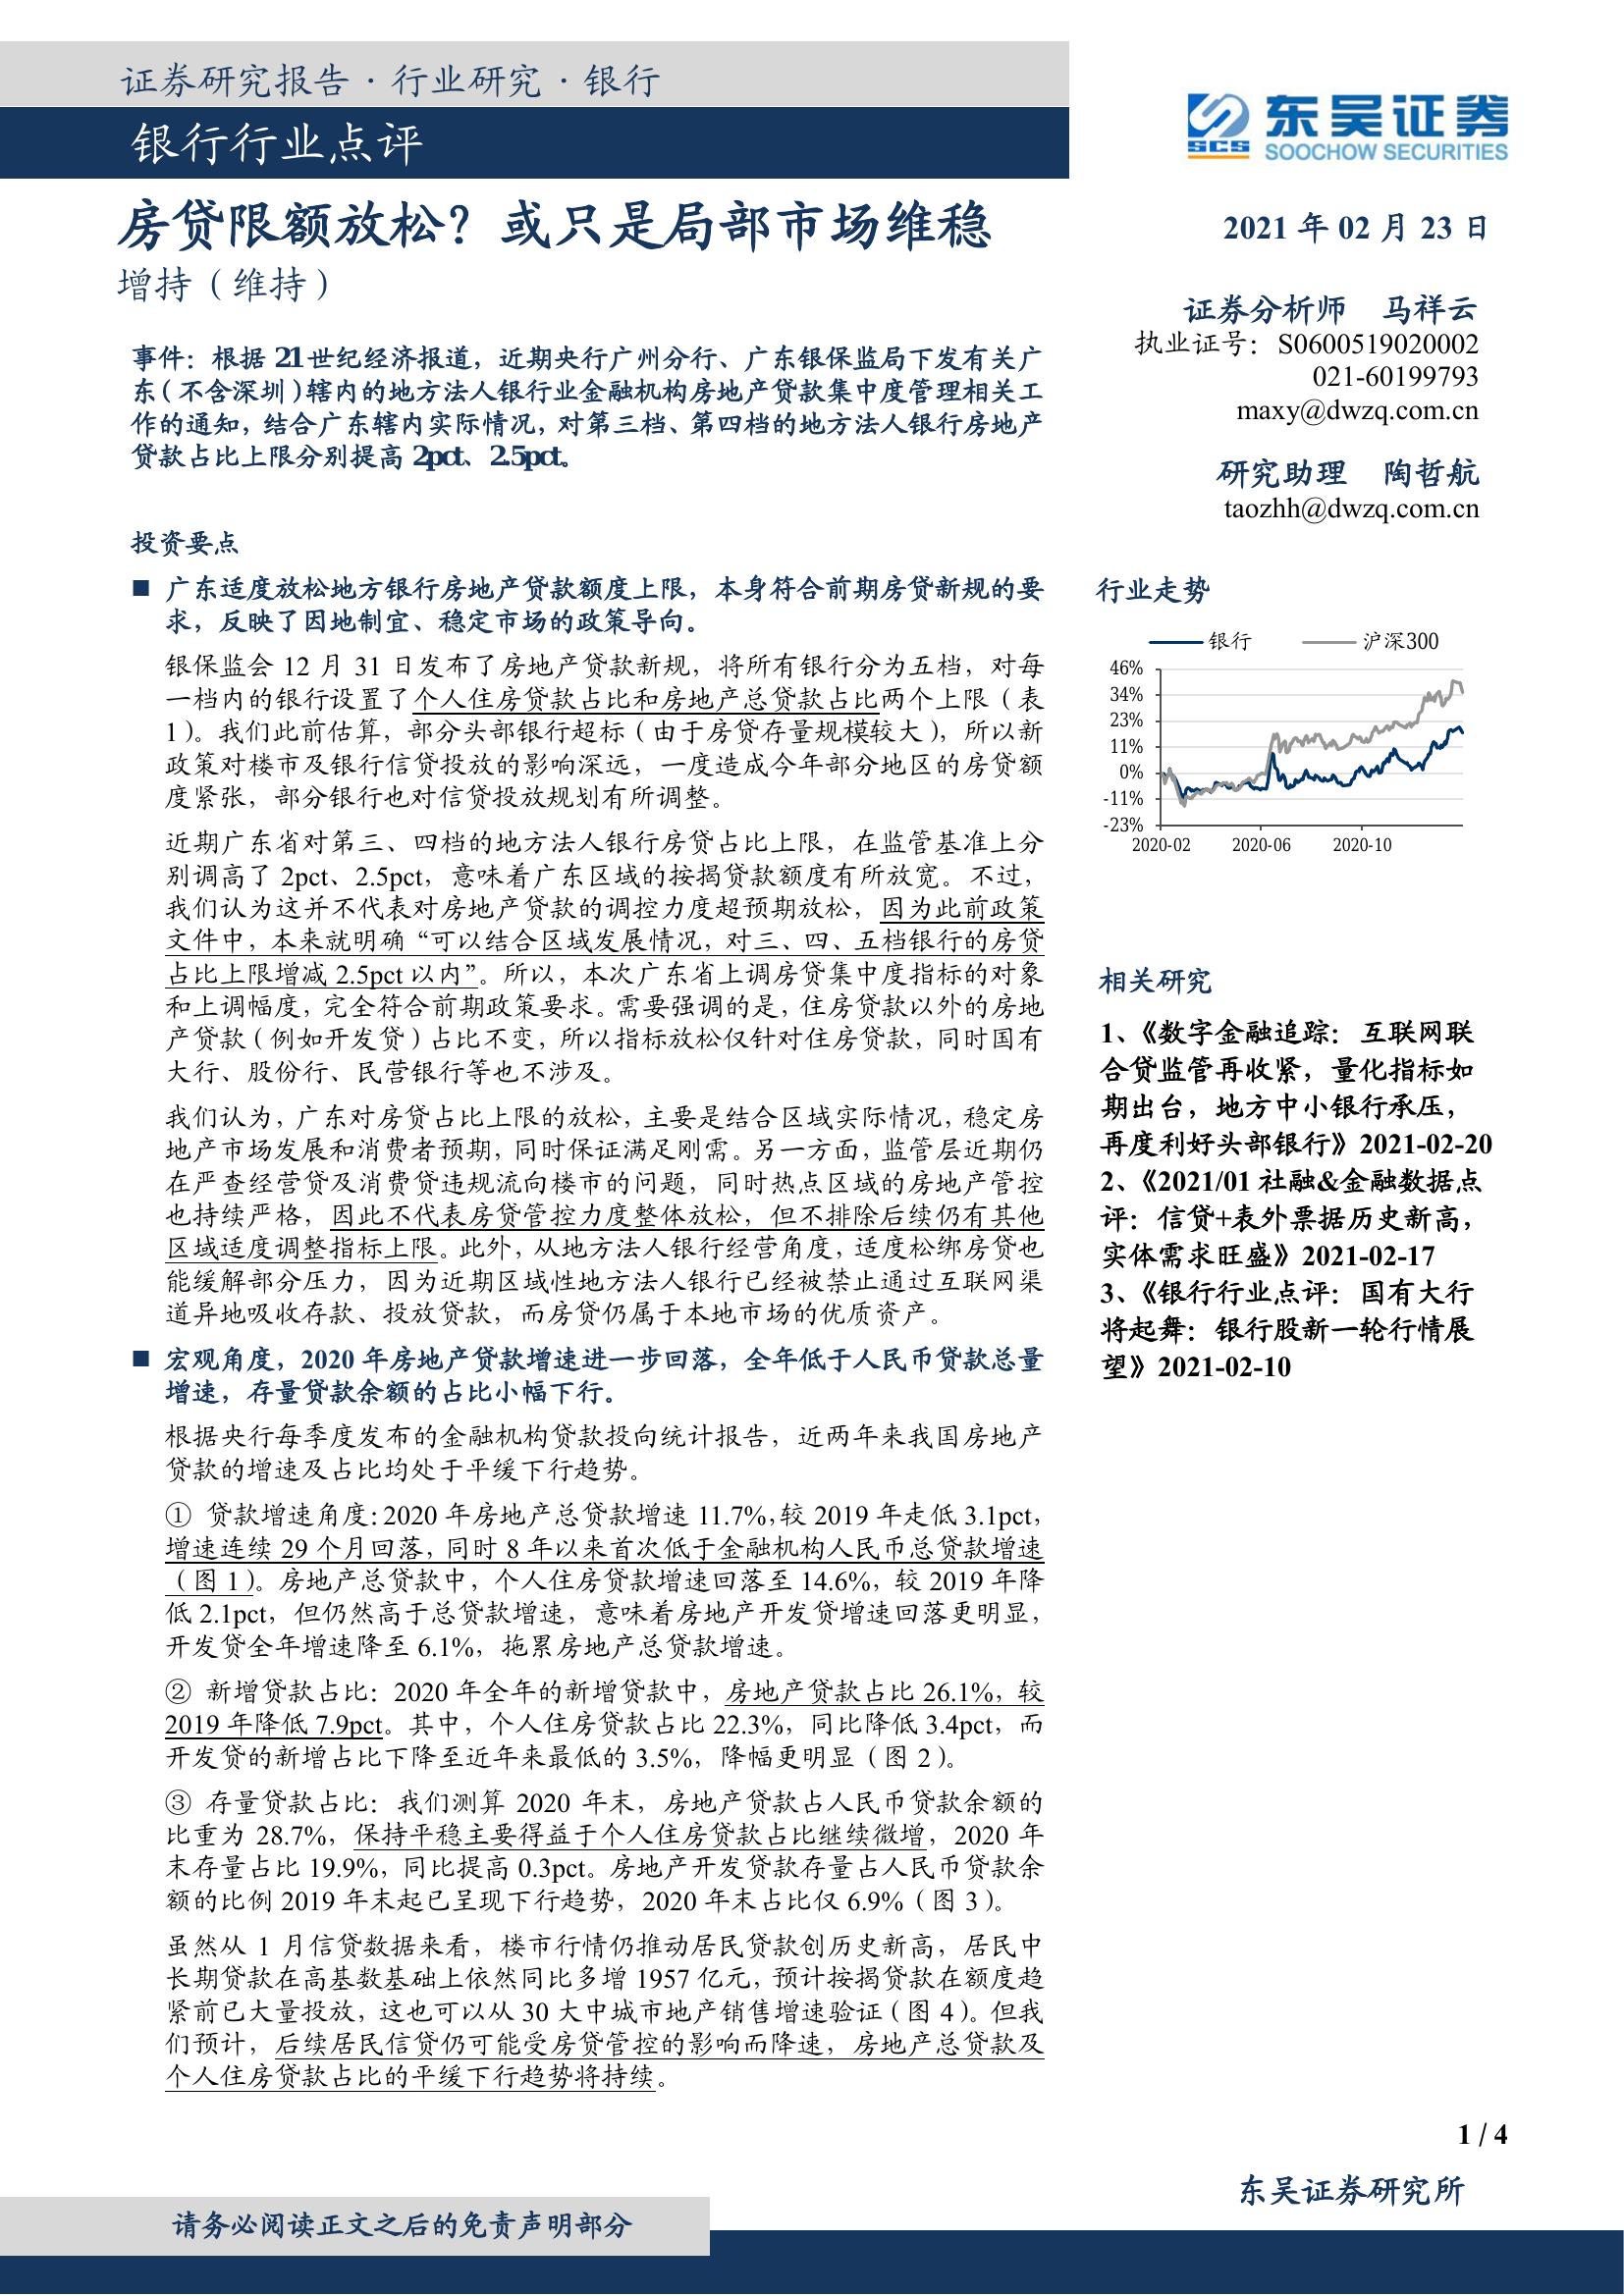 证券研究报告·行业研究·银行
银行行业点评
东吴证券
SCS
SOOCHOW SECURITIES
房贷限额放松？或只是局部市场维稳
增持（维持）
2021 年 02 月 23 日
证券分析师 马祥云
执业证号：S0600519020002
021-60199793
maxy@dwzq.com.cn
研究助理 陶哲航
taozhh@dwzq.com.cn
事件：根据 21 世纪经济报道，近期央行广州分行、广东银保监局下发有关广
东（不含深圳）辖内的地方法人银行业金融机构房地产贷款集中度管理相关工
作的通知，结合广东辖内实际情况，对第三档、第四档的地方法人银行房地产
贷款占比上限分别提高 2pct、2.5pct。
投资要点
■ 广东适度放松地方银行房地产贷款额度上限，本身符合前期房贷新规的要
求，反映了因地制宜、稳定市场的政策导向。
银保监会 12 月 31 日发布了房地产贷款新规，将所有银行分为五档，对每
一档内的银行设置了个人住房贷款占比和房地产总贷款占比两个上限（表
1）。我们此前估算，部分头部银行超标（由于房贷存量规模较大），所以新
政策对楼市及银行信贷投放的影响深远，一度造成今年部分地区的房贷额
度紧张，部分银行也对信贷投放规划有所调整。
近期广东省对第三、四档的地方法人银行房贷占比上限，在监管基准上分
别调高了 2pct、2.5pct，意味着广东区域的按揭贷款额度有所放宽。不过，
我们认为这并不代表对房地产贷款的调控力度超预期放松，因为此前政策
文件中，本来就明确“可以结合区域发展情况，对三、四、五档银行的房贷
占比上限增减 2.5pct 以内”。所以，本次广东省上调房贷集中度指标的对象
和上调幅度，完全符合前期政策要求。需要强调的是，住房贷款以外的房地
产贷款（例如开发贷）占比不变，所以指标放松仅针对住房贷款，同时国有
大行、股份行、民营银行等也不涉及。
我们认为，广东对房贷占比上限的放松，主要是结合区域实际情况，稳定房
地产市场发展和消费者预期，同时保证满足刚需。另一方面，监管层近期仍
在严查经营贷及消费贷违规流向楼市的问题，同时热点区域的房地产管控
也持续严格，因此不代表房贷管控力度整体放松，但不排除后续仍有其他
区域适度调整指标上限。此外，从地方法人银行经营角度，适度松绑房贷也
能缓解部分压力，因为近期区域性地方法人银行已经被禁止通过互联网渠
道异地吸收存款、投放贷款，而房贷仍属于本地市场的优质资产。
■ 宏观角度，2020 年房地产贷款增速进一步回落，全年低于人民币贷款总量
增速，存量贷款余额的占比小幅下行。
根据央行每季度发布的金融机构贷款投向统计报告，近两年来我国房地产
贷款的增速及占比均处于平缓下行趋势。
① 贷款增速角度：2020 年房地产总贷款增速 11.7%，较 2019 年走低 3.1pct，
增速连续 29 个月回落，同时 8 年以来首次低于金融机构人民币总贷款增速
（图 1）。房地产总贷款中，个人住房贷款增速回落至 14.6%，较 2019 年降
低 2.1pct，但仍然高于总贷款增速，意味着房地产开发贷增速回落更明显，
开发贷全年增速降至 6.1%，拖累房地产总贷款增速。
② 新增贷款占比：2020 年全年的新增贷款中，房地产贷款占比 26.1%，较
2019 年降低 7.9pct。其中，个人住房贷款占比 22.3%，同比降低 3.4pct，而
开发贷的新增占比下降至近年来最低的 3.5%，降幅更明显（图 2）。
③ 存量贷款占比：我们测算 2020 年末，房地产贷款占人民币贷款余额的
比重为 28.7%，保持平稳主要得益于个人住房贷款占比继续微增，2020 年
末存量占比 19.9%，同比提高 0.3pct。房地产开发贷款存量占人民币贷款余
额的比例 2019 年末起已呈现下行趋势，2020 年末占比仅 6.9%（图 3）。
虽然从 1 月信贷数据来看，楼市行情仍推动居民贷款创历史新高，居民中
长期贷款在高基数基础上依然同比多增 1957 亿元，预计按揭贷款在额度趋
紧前已大量投放，这也可以从 30 大中城市地产销售增速验证（图 4）。但我
们预计，后续居民信贷仍可能受房贷管控的影响而降速，房地产总贷款及
个人住房贷款占比的平缓下行趋势将持续。
行业走势
银行 沪深300
46%
34%
23%
11%
0%
-11%
-23%
2020-02 2020-06 2020-10
相关研究
1、《数字金融追踪：互联网联
合贷监管再收紧，量化指标如
期出台，地方中小银行承压，
再度利好头部银行》2021-02-20
2、《2021/01 社融&金融数据点
评：信贷+表外票据历史新高，
实体需求旺盛》2021-02-17
3、《银行行业点评：国有大行
将起舞：银行股新一轮行情展
望》2021-02-10
1 / 4
东吴证券研究所
请务必阅读正文之后的免责声明部分